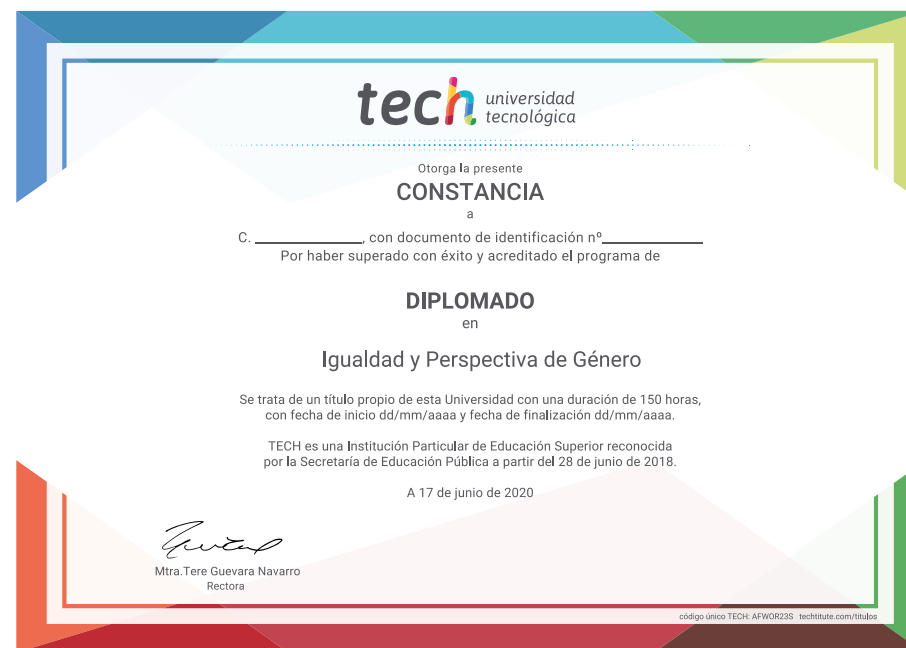 tech universidad
tecnológica
Otorga la presente
CONSTANCIA
a
C. ____________, con documento de identificación nº____________
Por haber superado con éxito y acreditado el programa de
DIPLOMADO
en
Igualdad y Perspectiva de Género
Se trata de un título propio de esta Universidad con una duración de 150 horas,
con fecha de inicio dd/mm/aaaa y fecha de finalización dd/mm/aaaa.
TECH es una Institución Particular de Educación Superior reconocida
por la Secretaría de Educación Pública a partir del 28 de junio de 2018.
A 17 de junio de 2020
Mtra.Tere Guevara Navarro
Rectora
código único TECH: AFWOR23S techtitute.com/titulos